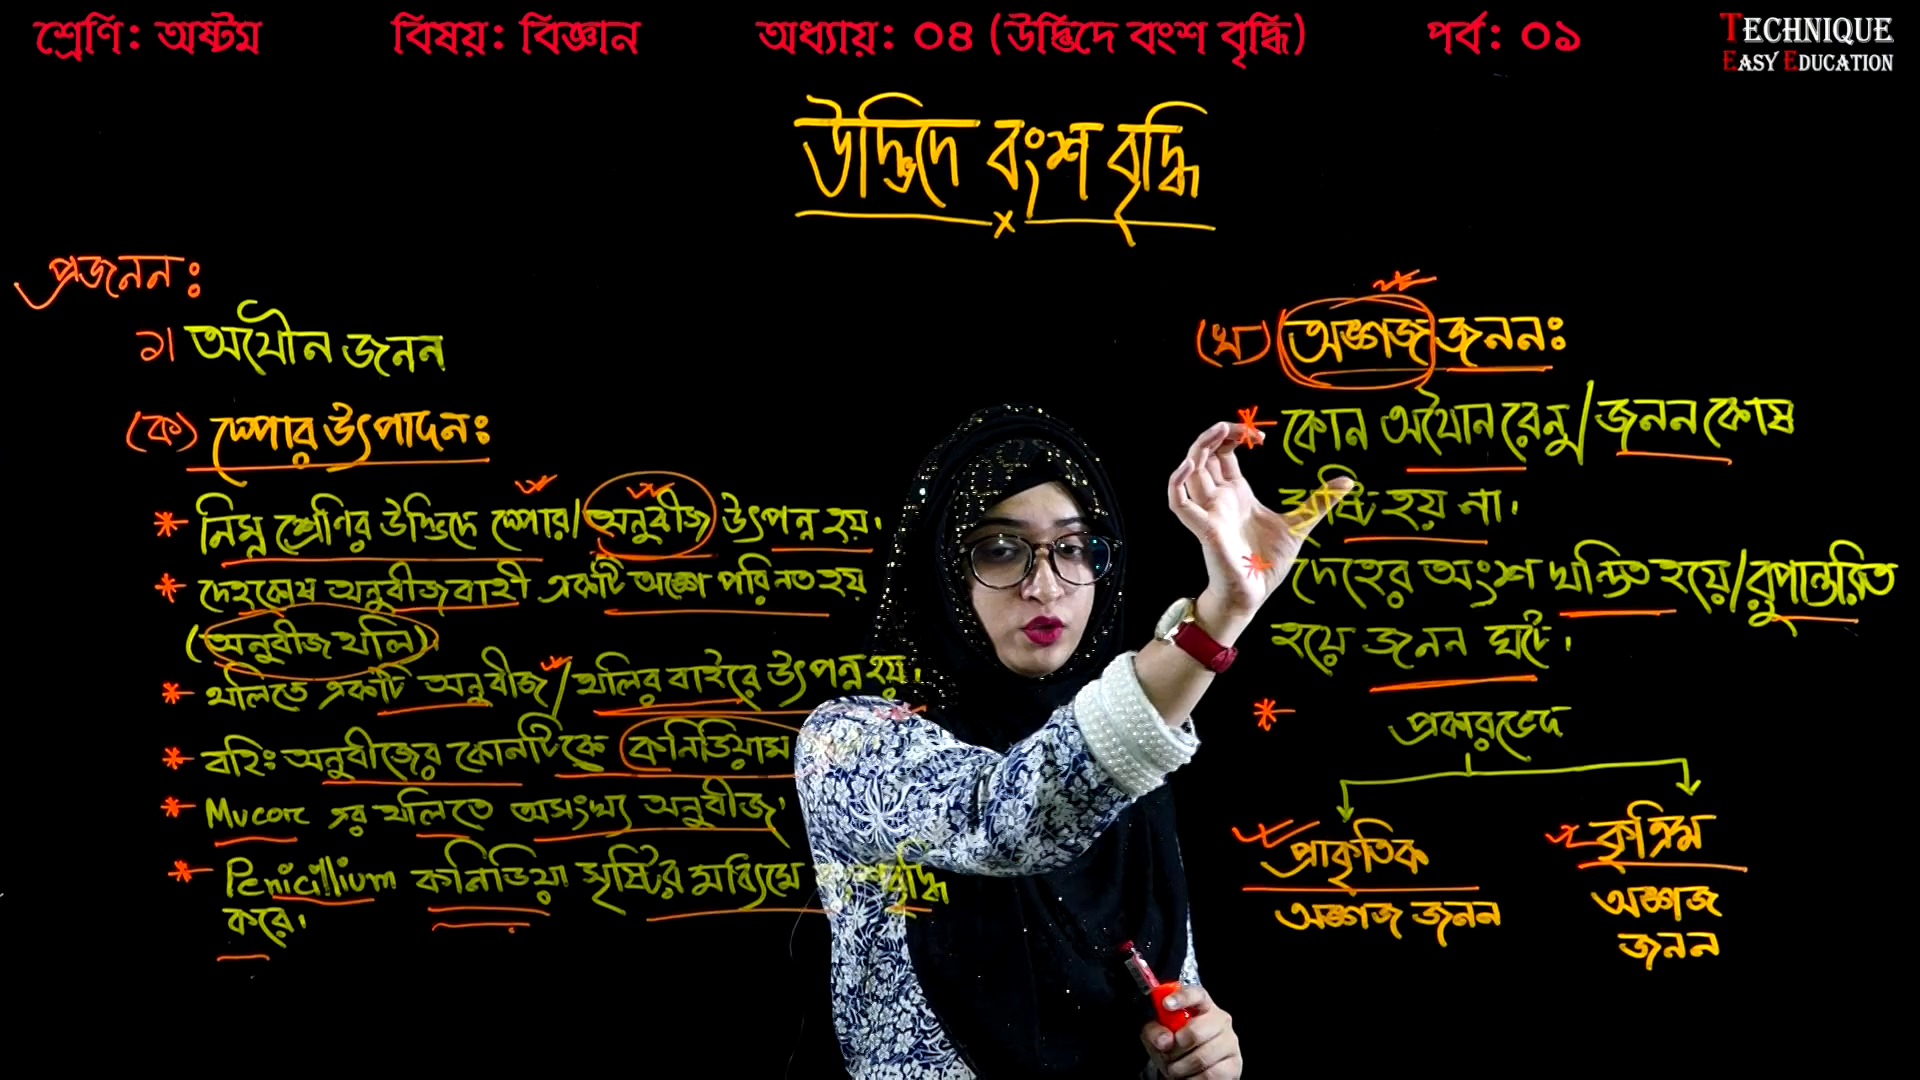 শ্রেণি: অষ্টম বিষয়: বিজ্ঞান অধ্যায়: ০৪ (উদ্ভিদে বংশ বৃদ্ধি) পর্ব: ০১
TECHNIQUE
EASY EDUCATION
উদ্ভিদে বংশ বৃদ্ধি
প্রজনন:
১। অযৌন জনন
(ক) স্পোর উৎপাদন:
* নিম্ন শ্রেণির উদ্ভিদে স্পোর/অনুবীজ উৎপন্ন হয়।
* দেহকোষ অনুবীজবাহী একটি অঙ্গে পরিনত হয়
(অনুবীজথলি)
* থলিতে একটি অনুবীজ/থলির বাইরে উৎপন্ন হয়।
* বহিঃ অনুবীজের কোনটিকে কনিডিয়াম
* Mucor এর থলিতে অসংখ্য অনুবীজ।
* Penicillium কনিডিয়া সৃষ্টির মাধ্যমে বংশবৃদ্ধি
করে।
(খ) অঙ্গজ জনন:
* কোন অযৌন রেনু/জনন কোষ
সৃষ্টি হয় না।
* দেহের অংশ খন্ডিত হয়ে/রুপান্তরিত
হয়ে জনন ঘটে।
* প্রকারভেদ
প্রাকৃতিক
অঙ্গজ জনন
কৃত্রিম
অঙ্গজ
জনন